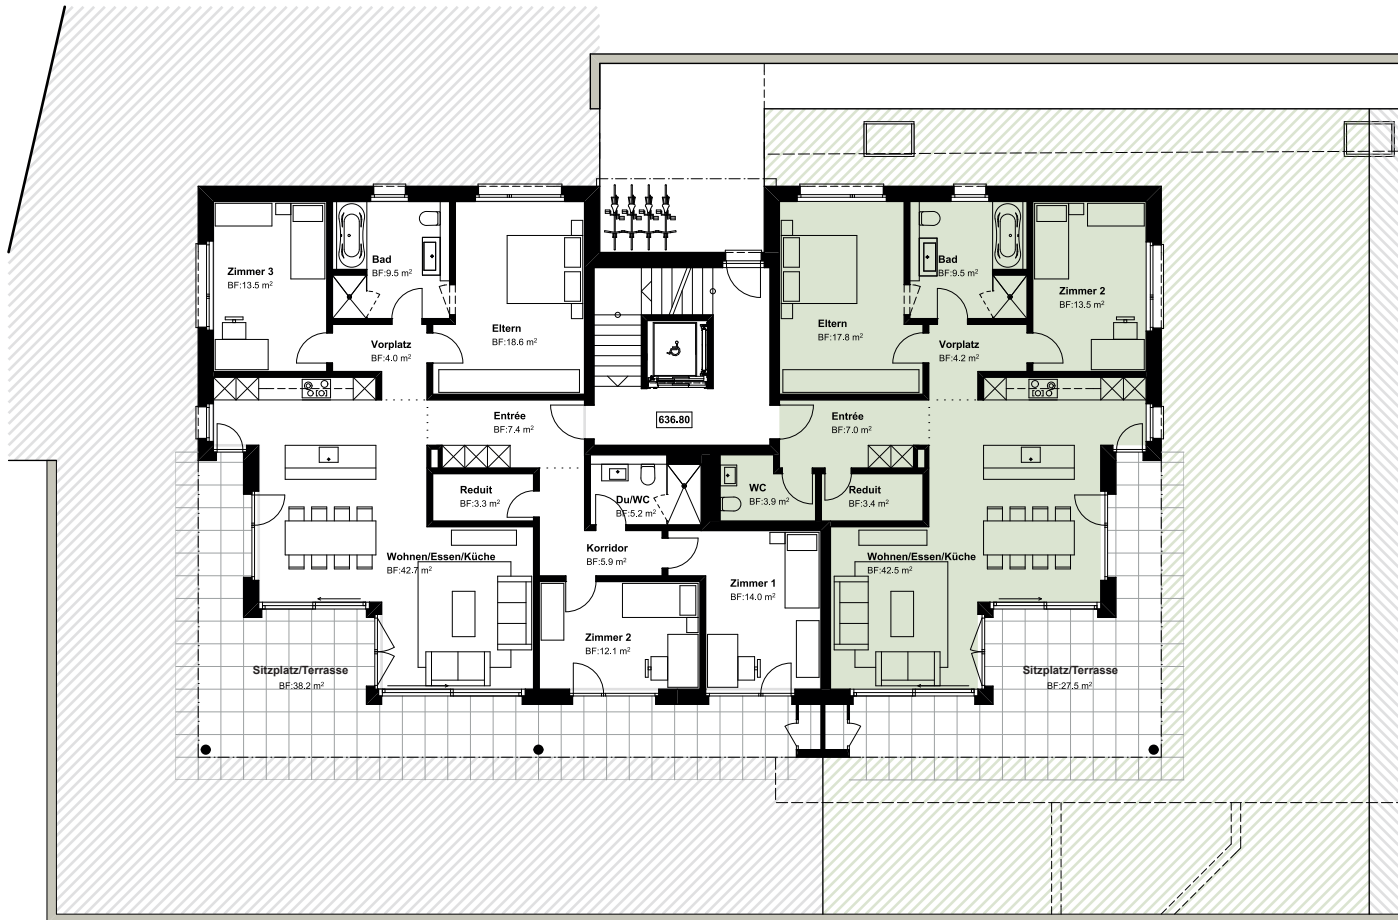 Zimmer 3
BF:13.5 m²
Bad
BF:9.5 m²
Eltern
BF:18.6 m²
Vorplatz
BF:4.0 m²
Entrée
BF:7.4 m²
636.80
Eltern
BF:17.8 m²
Bad
BF:9.5 m²
Zimmer 2
BF:13.5 m²
Vorplatz
BF:4.2 m²
Entrée
BF:7.0 m²
Reduit
BF:3.3 m²
Du/WC
BF:5.2 m²
WC
BF:3.9 m²
Reduit
BF:3.4 m²
Wohnen/Essen/Küche
BF:42.7 m²
Korridor
BF:5.9 m²
Zimmer 1
BF:14.0 m²
Wohnen/Essen/Küche
BF:42.5 m²
Zimmer 2
BF:12.1 m²
Sitzplatz/Terrasse
BF:38.2 m²
Sitzplatz/Terrasse
BF:27.5 m²